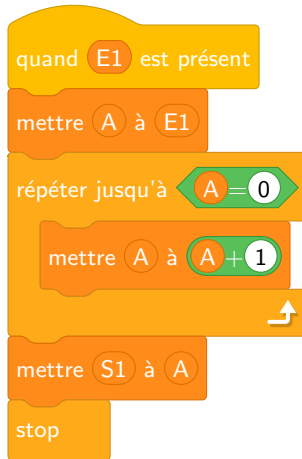 quand E1 est présent
mettre A à E1
répéter jusqu'à A=0
mettre A à A+1
mettre S1 à A
stop